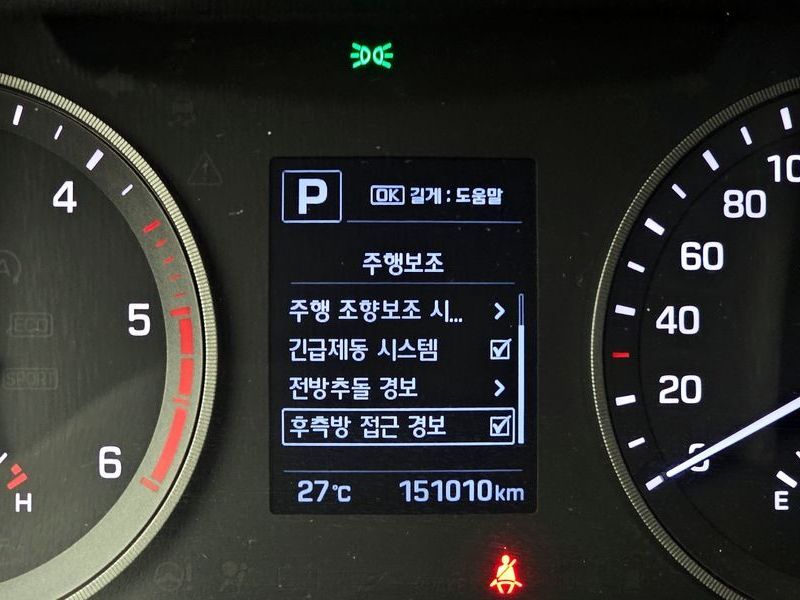 P
OK 길게 : 도움말
주행보조
주행 조향보조 시...
긴급제동 시스템
전방추돌 경보
후측방 접근 경보
27℃ 151010km
4
5
6
H
ECO
SPORT
100
80
60
40
20
0
E